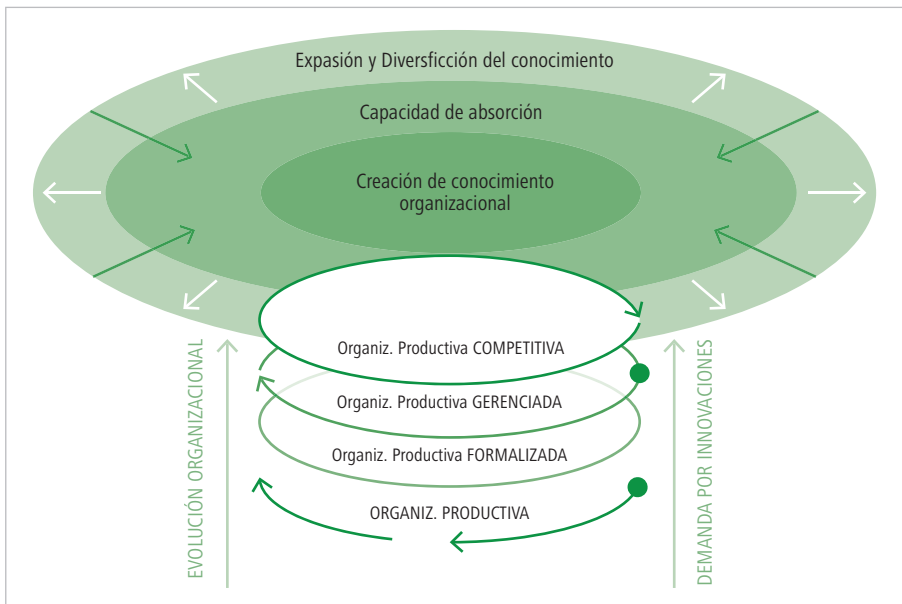 Expasión y Diversficción del conocimiento
Capacidad de absorción
Creación de conocimiento
organizacional
Organiz. Productiva COMPETITIVA
Organiz. Productiva GERENCIADA
Organiz. Productiva FORMALIZADA
ORGANIZ. PRODUCTIVA
EVOLUCIÓN ORGANIZACIONAL
DEMANDA POR INNOVACIONES